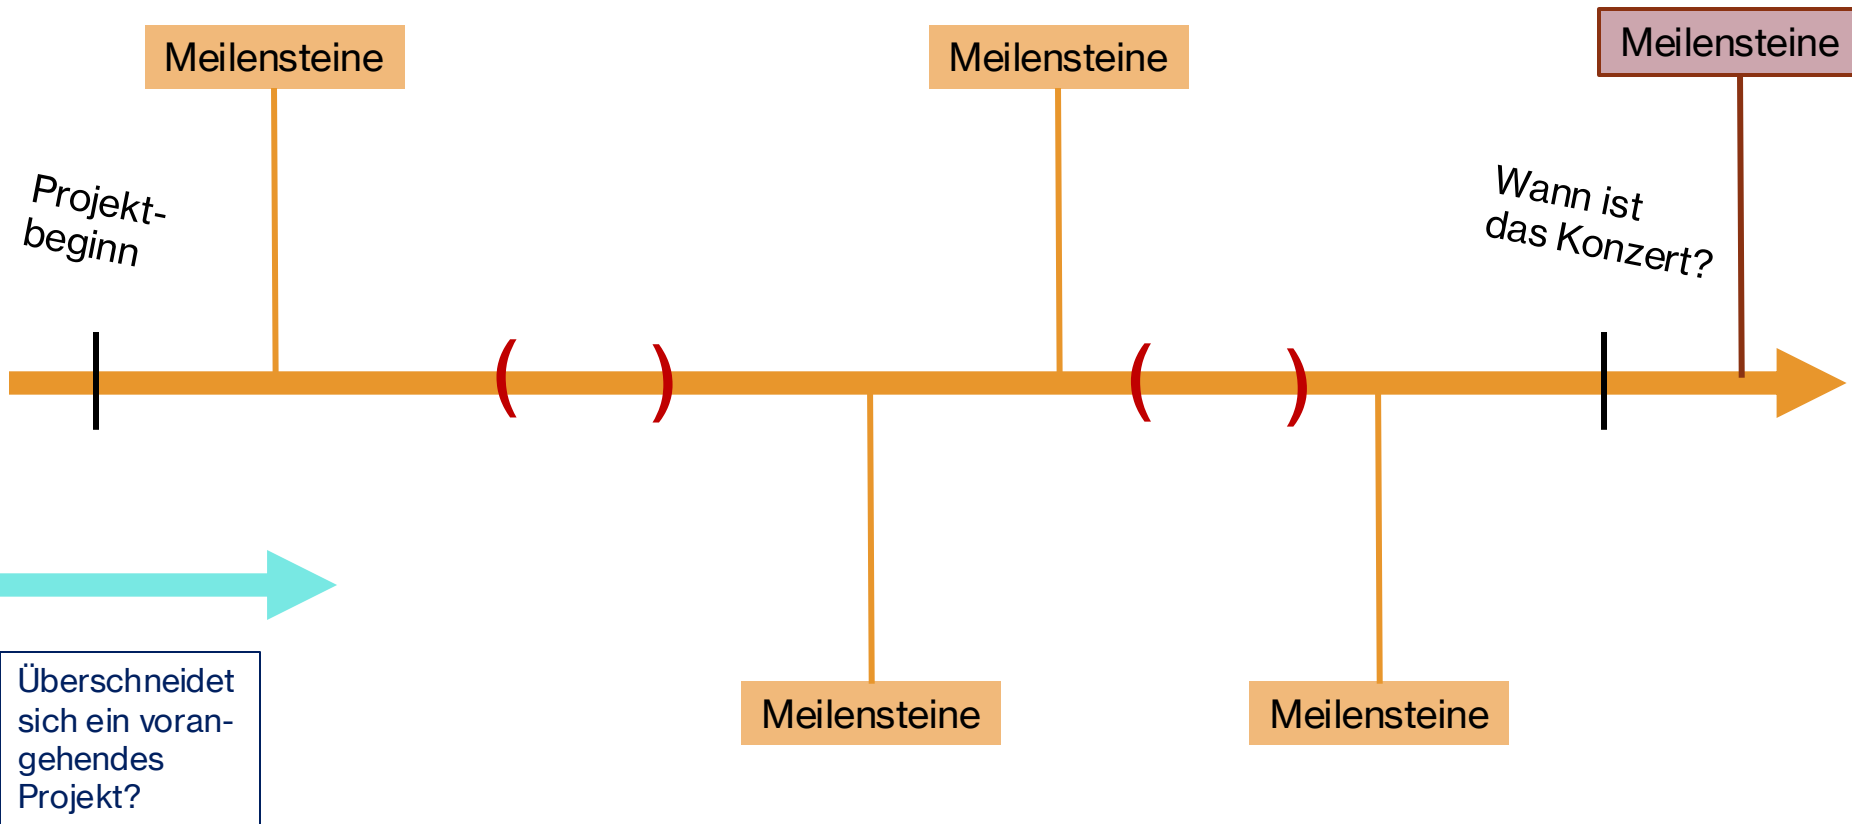 Meilensteine
Meilensteine
Meilensteine
Projekt-
beginn
Wann ist
das Konzert?
(
)
(
)
Meilensteine
Meilensteine
Überschneidet
sich ein voran-
gehendes
Projekt?